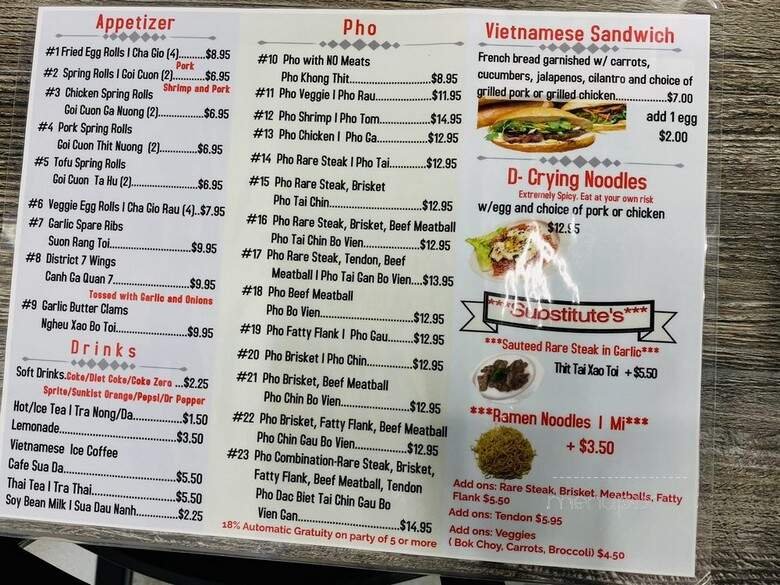 Appetizer
#1 Fried Egg Rolls I Cha Gio (4).........$8.95
Pork
#2 Spring Rolls I Goi Cuon (2)..........$6.95
Shrimp and Pork
#3 Chicken Spring Rolls
Goi Cuon Ga Nuong (2)............$6.95
#4 Pork Spring Rolls
Goi Cuon Thit Nuong (2)..........$6.95
#5 Tofu Spring Rolls
Goi Cuon Ta Hu (2)....................$6.95
#6 Veggie Egg Rolls I Cha Gio Rau (4)..$7.95
#7 Garlic Spare Ribs
Suon Rang Toi........................$9.95
#8 District 7 Wings
Canh Ga Quan 7........................$9.95
Tossed with Garlic and Onions
#9 Garlic Butter Clams
Ngheu Xao Bo Toi.....................$9.95
Drinks
Soft Drinks.Coke/Diet Coke/Coke Zero ...$2.25
Sprite/Sunkist Orange/Pepsi/Dr Pepper
Hot/Ice Tea I Tra Nong/Da...............$1.50
Lemonade.......................................$3.50
Vietnamese Ice Coffee
Cafe Sua Da....................................$5.50
Thai Tea I Tra Thai..........................$5.50
Soy Bean Milk I Sua Dau Nanh..........$2.25
Pho
#10 Pho with NO Meats
Pho Khong Thit.....................$8.95
#11 Pho Veggie I Pho Rau...............$11.95
#12 Pho Shrimp I Pho Tom..............$14.95
#13 Pho Chicken I Pho Ga...............$12.95
#14 Pho Rare Steak I Pho Tai..........$12.95
#15 Pho Rare Steak, Brisket
Pho Tai Chin.........................$12.95
#16 Pho Rare Steak, Brisket, Beef Meatball
Pho Tai Chin Bo Vien..............$12.95
#17 Pho Rare Steak, Tendon, Beef
Meatball I Pho Tai Gan Bo Vien....$13.95
#18 Pho Beef Meatball
Pho Bo Vien..........................$12.95
#19 Pho Fatty Flank I Pho Gau........$12.95
#20 Pho Brisket I Pho Chin.............$12.95
#21 Pho Brisket, Beef Meatball
Pho Chin Bo Vien....................$12.95
#22 Pho Brisket, Fatty Flank, Beef Meatball
Pho Chin Gau Bo Vien..............$12.95
#23 Pho Combination-Rare Steak, Brisket,
Fatty Flank, Beef Meatball, Tendon
Pho Dac Biet Tai Chin Gau Bo
Vien Gan..............................$14.95
18% Automatic Gratuity on party of 5 or more
Vietnamese Sandwich
French bread garnished w/ carrots,
cucumbers, jalapenos, cilantro and choice of
grilled pork or grilled chicken................$7.00
add 1 egg
$2.00
D- Crying Noodles
Extremely Spicy. Eat at your own risk
w/egg and choice of pork or chicken
$12.95
***Substitute's***
***Sauteed Rare Steak in Garlic***
Thit Tai Xao Toi +$5.50
***Ramen Noodles I Mi***
+ $3.50
Add ons: Rare Steak, Brisket, Meatballs, Fatty
Flank $5.50
Add ons: Tendon $5.95
Add ons: Veggies
( Bok Choy, Carrots, Broccoli) $4.50